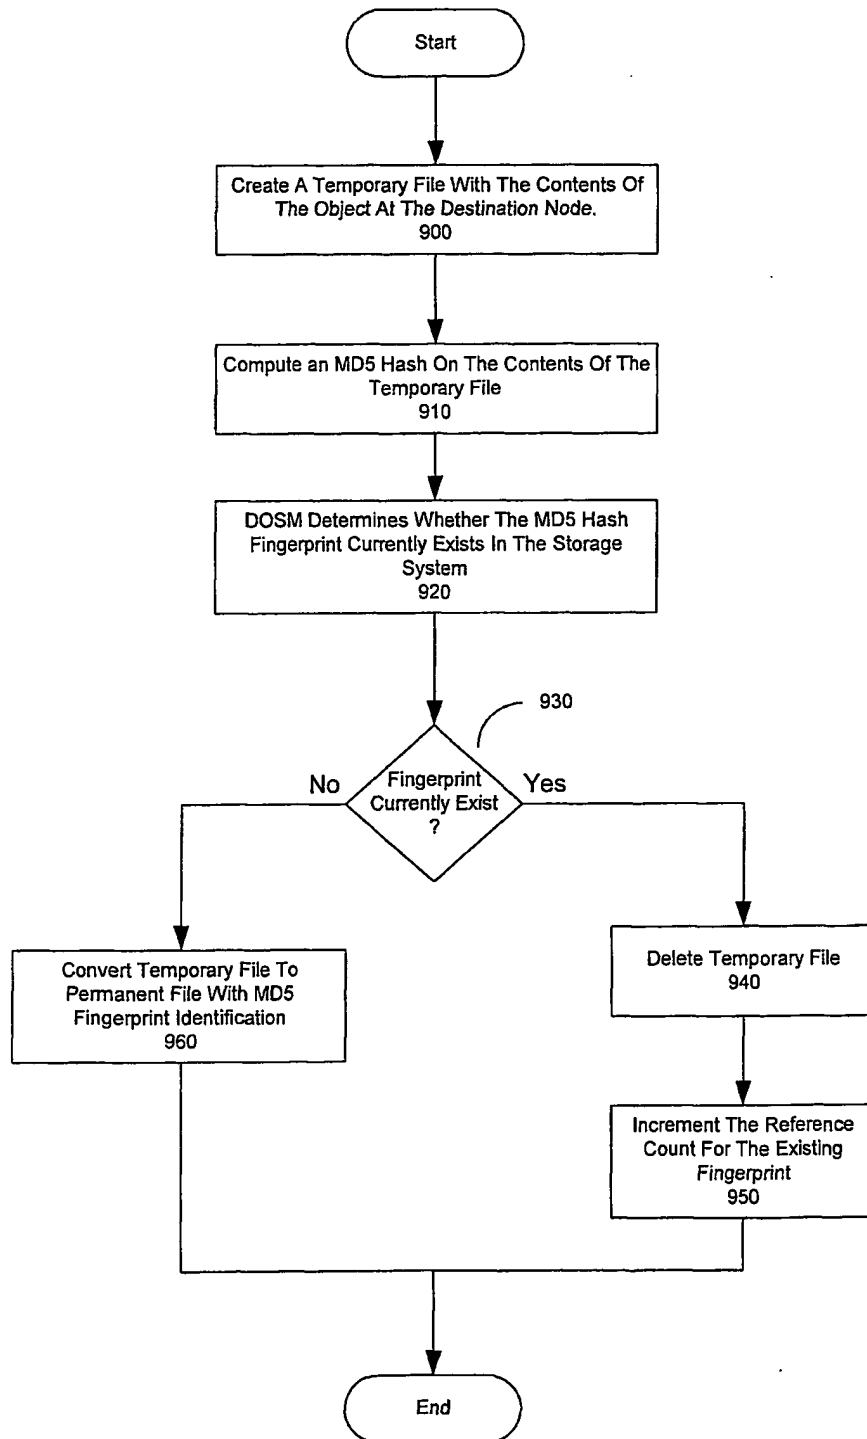 Start
Create A Temporary File With The Contents Of
The Object At The Destination Node.
900
Compute an MD5 Hash On The Contents Of The
Temporary File
910
DOSM Determines Whether The MD5 Hash
Fingerprint Currently Exists In The Storage
System
920
930
No
Fingerprint
Currently Exist
?
Yes
Convert Temporary File To
Permanent File With MD5
Fingerprint Identification
960
Delete Temporary File
940
Increment The Reference
Count For The Existing
Fingerprint
950
End